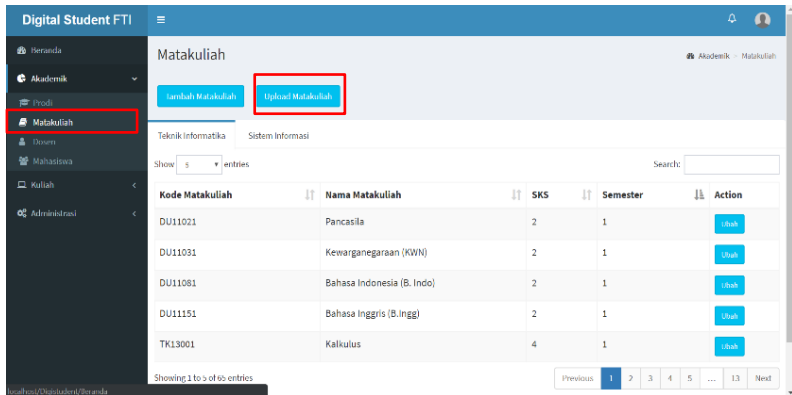 Digital Student FTI
Beranda
Akademik
Prodi
Matakuliah
Dosen
Mahasiswa
Kuliah
Administrasi
Matakuliah
Akademik > Matakuliah
Tambah Matakuliah Upload Matakuliah
Teknik Informatika Sistem Informasi
Show 5 entries Search:
Kode Matakuliah Nama Matakuliah SKS Semester Action
DU11021 Pancasila 2 1 Ubah
DU11031 Kewarganegaraan (KWN) 2 1 Ubah
DU11081 Bahasa Indonesia (B. Indo) 2 1 Ubah
DU11151 Bahasa Inggris (B.Ingg) 2 1 Ubah
TK13001 Kalkulus 4 1 Ubah
Showing 1 to 5 of 65 entries Previous 1 2 3 4 5 ... 13 Next
localhost/Digistudent/Beranda